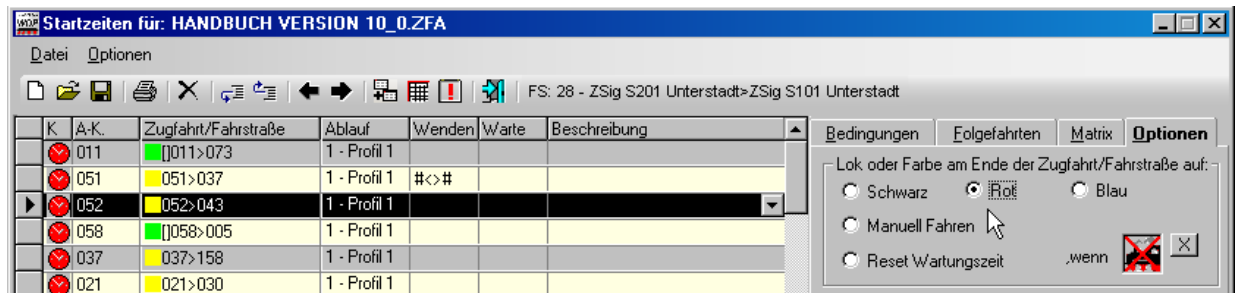 WDP Startzeiten für: HANDBUCH VERSION 10_0.ZFA
Datei Optionen
FS: 28 - ZSig S201 Unterstadt>ZSig S101 Unterstadt
K A-K. Zugfahrt/Fahrstraße Ablauf Wenden Warte Beschreibung
011 []011>073 1 - Profil 1
051 051>037 1 - Profil 1 #<>#
052 052>043 1 - Profil 1
058 []058>005 1 - Profil 1
037 037>158 1 - Profil 1
021 021>030 1 - Profil 1
Bedingungen Folgefahrten Matrix Optionen
Lok oder Farbe am Ende der Zugfahrt/Fahrstraße auf:
Schwarz Rot Blau
Manuell Fahren
Reset Wartungszeit ,wenn X